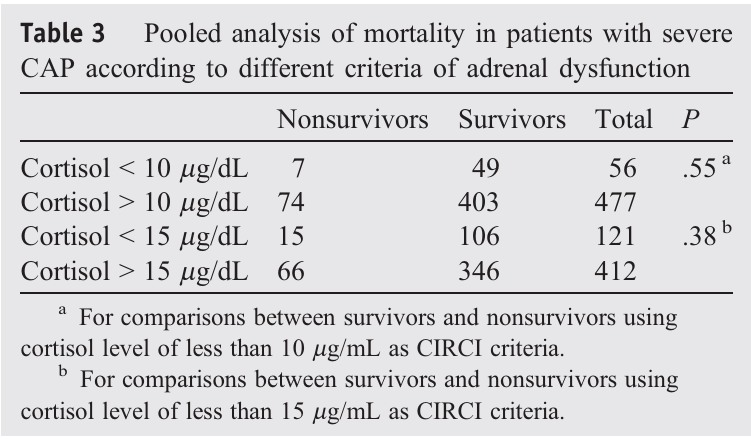 Table 3 Pooled analysis of mortality in patients with severe
CAP according to different criteria of adrenal dysfunction
Nonsurvivors Survivors Total P
Cortisol < 10 μg/dL 7 49 56 .55 a
Cortisol > 10 μg/dL 74 403 477
Cortisol < 15 μg/dL 15 106 121 .38 b
Cortisol > 15 μg/dL 66 346 412
a For comparisons between survivors and nonsurvivors using
cortisol level of less than 10 μg/mL as CIRCI criteria.
b For comparisons between survivors and nonsurvivors using
cortisol level of less than 15 μg/mL as CIRCI criteria.